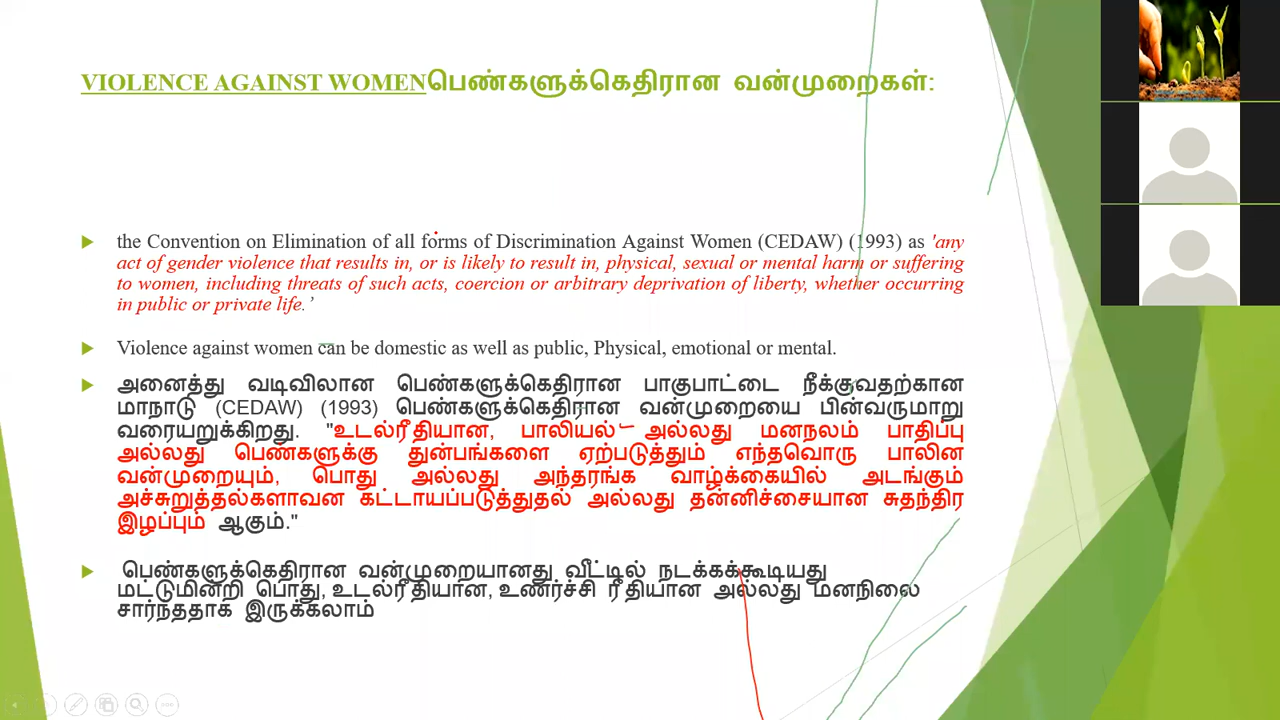 VIOLENCE AGAINST WOMENபெண்களுக்கெதிரான வன்முறைகள்:
the Convention on Elimination of all forms of Discrimination Against Women (CEDAW) (1993) as 'any
act of gender violence that results in, or is likely to result in, physical, sexual or mental harm or suffering
to women, including threats of such acts, coercion or arbitrary deprivation of liberty, whether occurring
in public or private life.’
Violence against women can be domestic as well as public, Physical, emotional or mental.
அனைத்து வடிவிலான பெண்களுக்கெதிரான பாகுபாட்டை நீக்குவதற்கான
மாநாடு (CEDAW) (1993) பெண்களுக்கெதிரான வன்முறையை பின்வருமாறு
வரையறுக்கிறது. "உடல்ரீதியான, பாலியல் அல்லது மனநலம் பாதிப்பு
அல்லது பெண்களுக்கு துன்பங்களை ஏற்படுத்தும் எந்தவொரு பாலின
வன்முறையும், பொது அல்லது அந்தரங்க வாழ்க்கையில் அடங்கும்
அச்சுறுத்தல்களாவன கட்டாயப்படுத்துதல் அல்லது தன்னிச்சையான சுதந்திர
இழப்பும் ஆகும்."
பெண்களுக்கெதிரான வன்முறையானது வீட்டில் நடக்கக்கூடியது
மட்டுமின்றி பொது, உடல்ரீதியான, உணர்ச்சி ரீதியான அல்லது மனநிலை
சார்ந்ததாக இருக்கலாம்